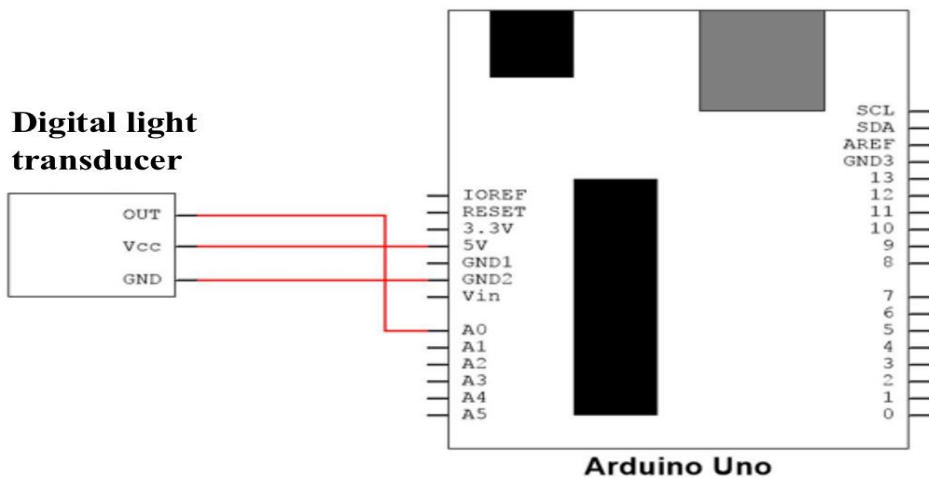 Digital light
transducer
OUT
Vcc
GND
IOREF
RESET
3.3V
5V
GND1
GND2
Vin
A0
A1
A2
A3
A4
A5
SCL
SDA
AREF
GND3
13
12
11
10
9
8
7
6
5
4
3
2
1
0
Arduino Uno